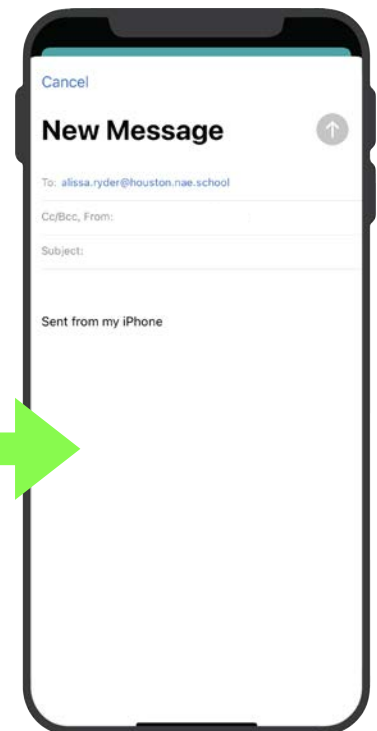 Cancel
New Message
To: alissa.ryder@houston.nae.school
Cc/Bcc, From:
Subject:
Sent from my iPhone